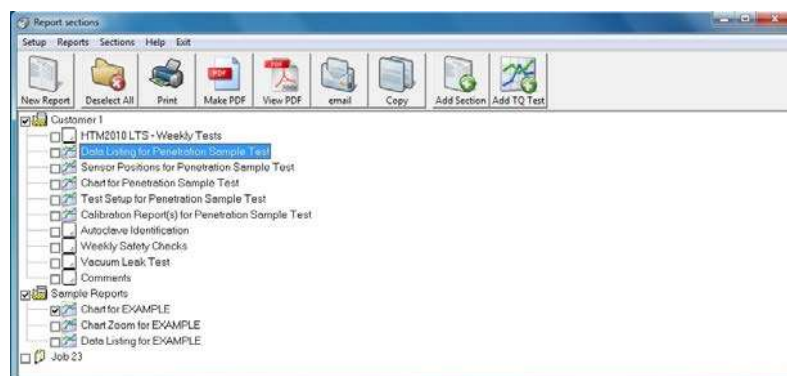 Report sections
Setup Reports Sections Help Exit
New Report Deselect All Print Make PDF View PDF email Copy Add Section Add TQ Test
Customer 1
HTM2010 LTS - Weekly Tests
Data Listing for Penetration Sample Test
Sensor Positions for Penetration Sample Test
Chart for Penetration Sample Test
Test Setup for Penetration Sample Test
Calibration Report(s) for Penetration Sample Test
Autoclave Identification
Weekly Safety Checks
Vacuum Leak Test
Comments
Sample Reports
Chart for EXAMPLE
Chart Zoom for EXAMPLE
Data Listing for EXAMPLE
Job 23